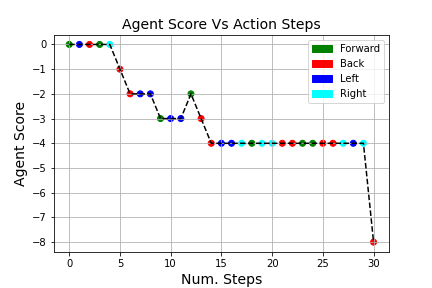 Agent Score Vs Action Steps
Agent Score
0
−1
−2
−3
−4
−5
−6
−7
−8
Forward
Back
Left
Right
0 5 10 15 20 25 30
Num. Steps